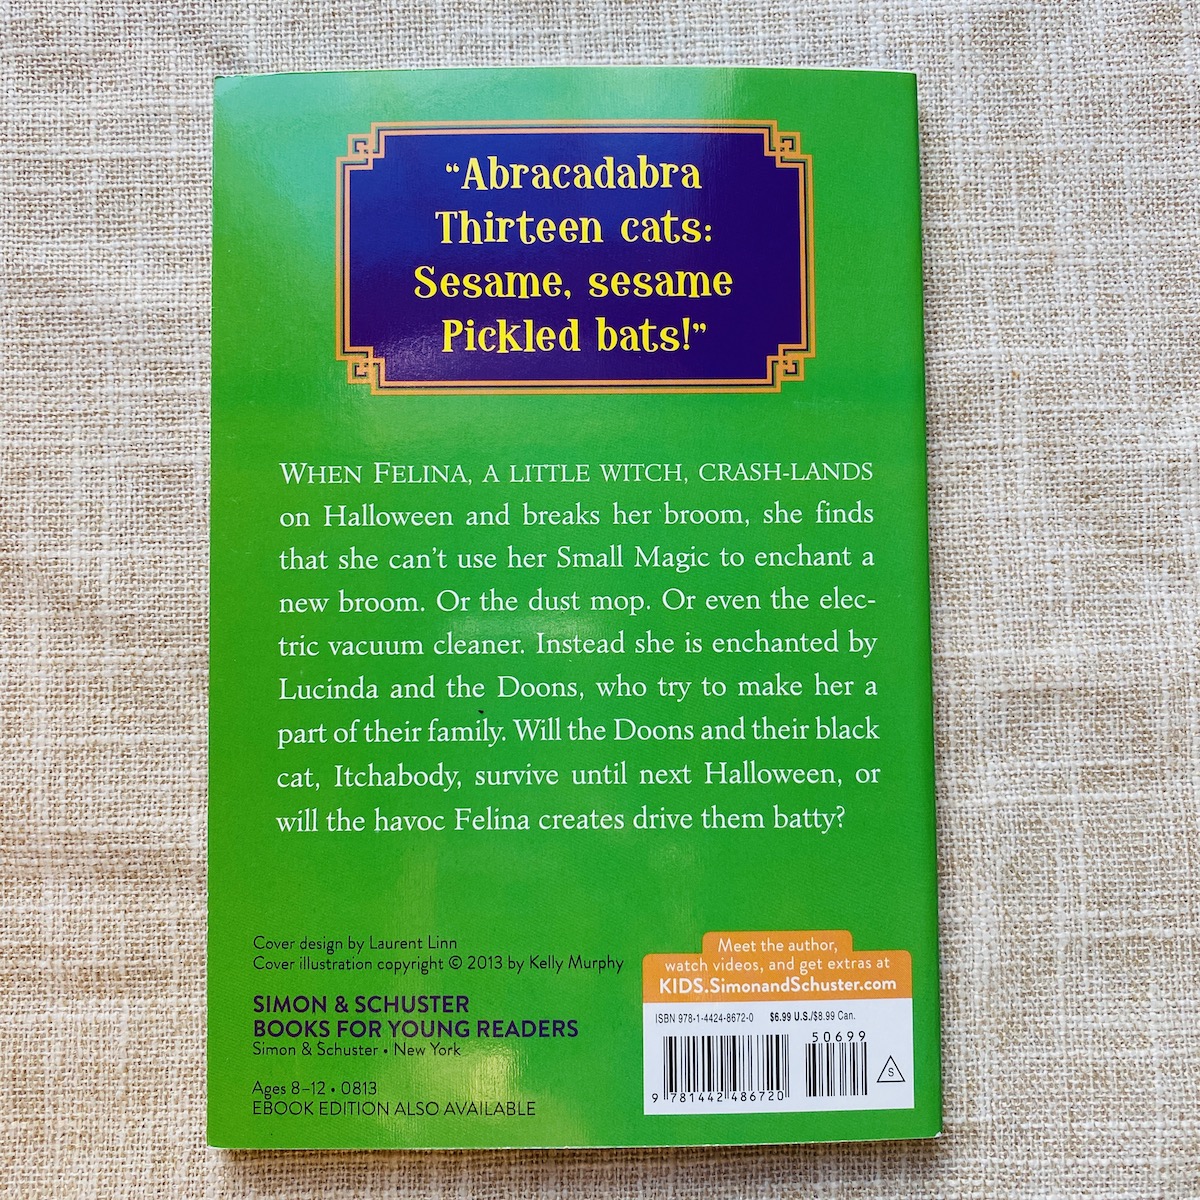 “Abracadabra
Thirteen cats:
Sesame, sesame
Pickled bats!”
WHEN FELINA, A LITTLE WITCH, CRASH-LANDS
on Halloween and breaks her broom, she finds
that she can’t use her Small Magic to enchant a
new broom. Or the dust mop. Or even the elec-
tric vacuum cleaner. Instead she is enchanted by
Lucinda and the Doons, who try to make her a
part of their family. Will the Doons and their black
cat, Itchabody, survive until next Halloween, or
will the havoc Felina creates drive them batty?
Cover design by Laurent Linn
Cover illustration copyright © 2013 by Kelly Murphy
SIMON & SCHUSTER
BOOKS FOR YOUNG READERS
Simon & Schuster • New York
Ages 8–12 • 0813
EBOOK EDITION ALSO AVAILABLE
Meet the author,
watch videos, and get extras at
KIDS.SimonandSchuster.com
ISBN 978-1-4424-8672-0 $6.99 U.S./$8.99 Can.
50699
9 781442 486720
S